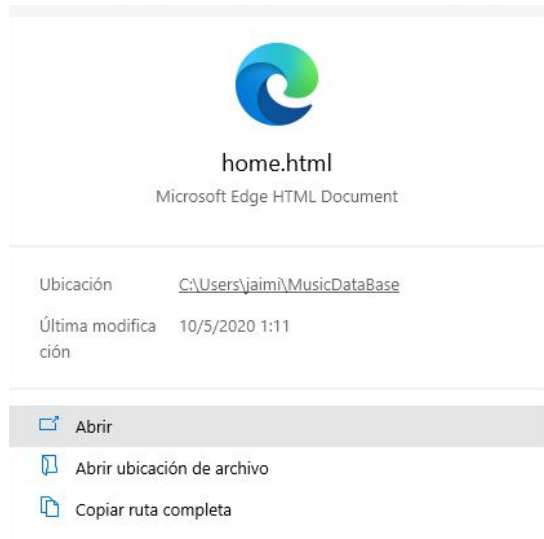 home.html
Microsoft Edge HTML Document
Ubicación C:\Users\jaimi\MusicDataBase
Última modifica 10/5/2020 1:11
ción
Abrir
Abrir ubicación de archivo
Copiar ruta completa